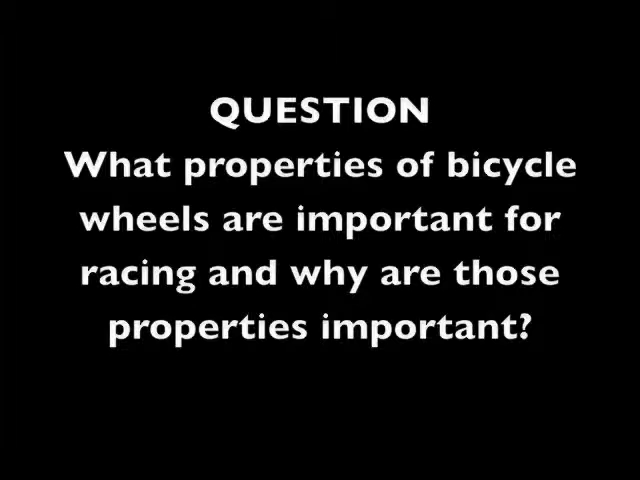 QUESTION
What properties of bicycle
wheels are important for
racing and why are those
properties important?